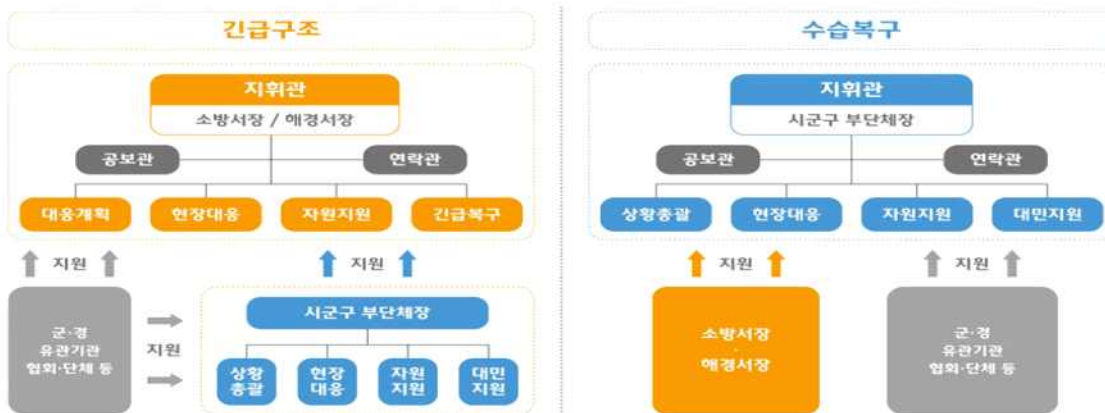 긴급구조
지휘관
소방서장 / 해경서장
공보관
연락관
대응계획
현장대응
자원지원
긴급복구
지원
지원
군·경
유관기관
협회·단체 등
지원
시군구 부단체장
상황
총괄
현장
대응
자원
지원
대민
지원
수습복구
지휘관
시군구 부단체장
공보관
연락관
상황총괄
현장대응
자원지원
대민지원
지원
지원
소방서장
·
해경서장
군·경
유관기관
협회·단체 등